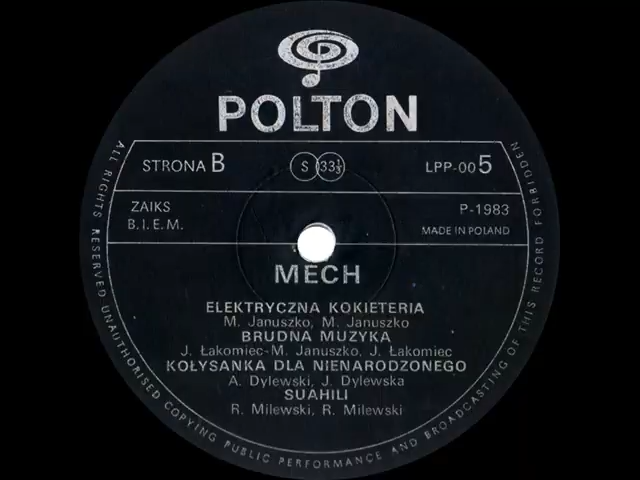 POLTON
STRONA B
S
33⅓
LPP-005
ZAIKS
B.I.E.M.
P-1983
MADE IN POLAND
MECH
ELEKTRYCZNA KOKIETERIA
M. Januszko, M. Januszko
BRUDNA MUZYKA
J. Łakomiec-M. Januszko, J. Łakomiec
KOŁYSANKA DLA NIENARODZONEGO
A. Dylewski, J. Dylewska
SUAHILI
R. Milewski, R. Milewski
ALL RIGHTS RESERVED UNAUTHORISED COPYING PUBLIC PERFORMANCE AND BROADCASTING OF THIS RECORD FORBIDDEN